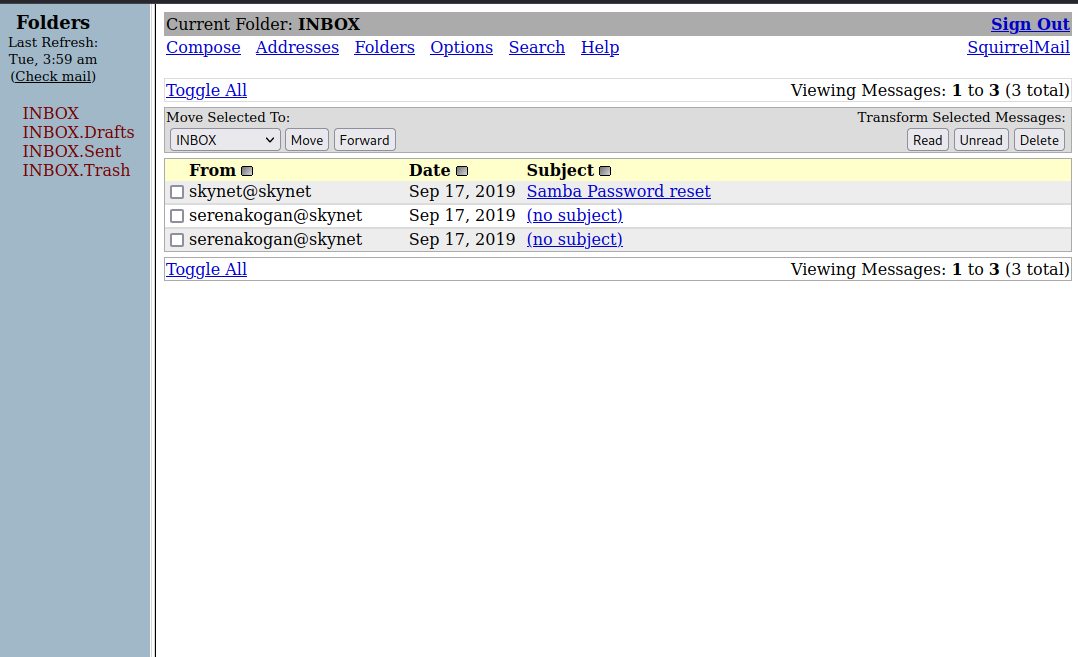 Folders
Last Refresh:
Tue, 3:59 am
(Check mail)
INBOX
INBOX.Drafts
INBOX.Sent
INBOX.Trash
Current Folder: INBOX Sign Out
Compose Addresses Folders Options Search Help SquirrelMail
Toggle All Viewing Messages: 1 to 3 (3 total)
Move Selected To: Transform Selected Messages:
INBOX Move Forward Read Unread Delete
From Date Subject
skynet@skynet Sep 17, 2019 Samba Password reset
serenakogan@skynet Sep 17, 2019 (no subject)
serenakogan@skynet Sep 17, 2019 (no subject)
Toggle All Viewing Messages: 1 to 3 (3 total)